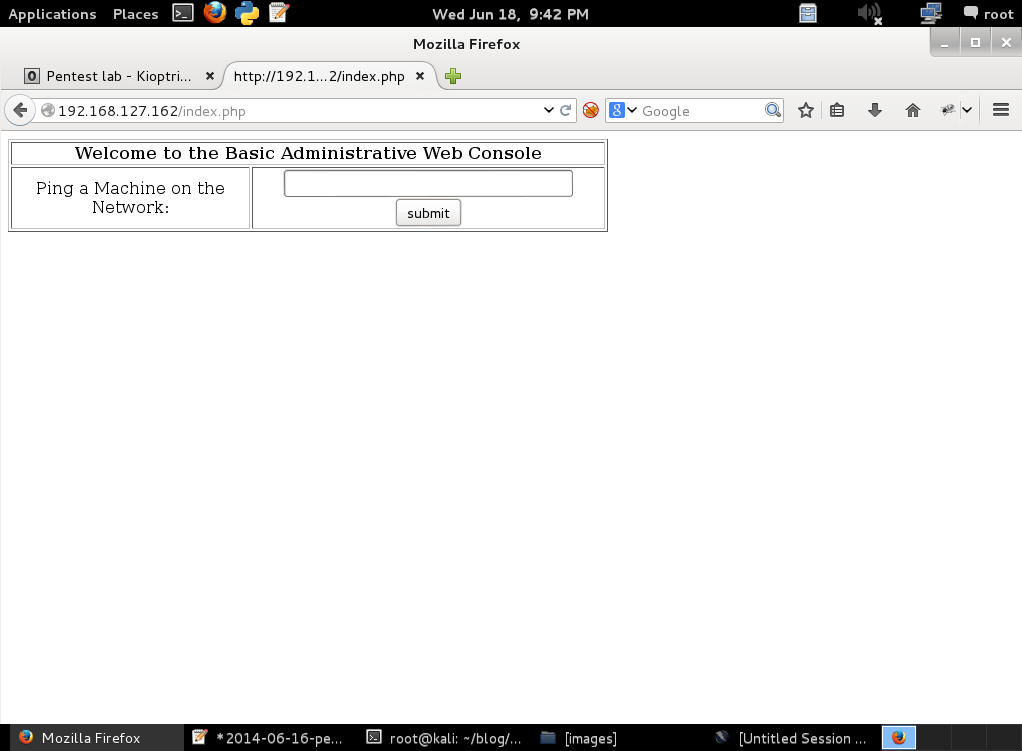 Applications Places Wed Jun 18, 9:42 PM root
Mozilla Firefox
Pentest lab - Kioptri... http://192.1...2/index.php
192.168.127.162/index.php Google
Welcome to the Basic Administrative Web Console
Ping a Machine on the
Network:
submit
Mozilla Firefox *2014-06-16-pe... root@kali: ~/blog/... [images] [Untitled Session ...